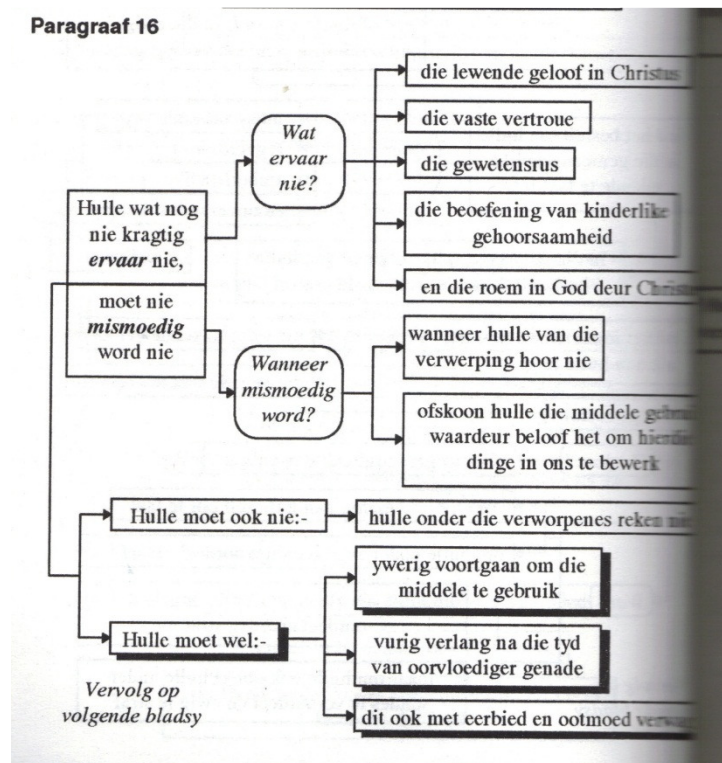 Paragraaf 16
die lewende geloof in Christus
die vaste vertroue
die gewetensrus
die beoefening van kinderlike
gehoorsaamheid
en die roem in God deur
Wat
ervaar
nie?
Hulle wat nog
nie kragtig
ervaar nie,
moet nie
mismoedig
word nie
Wanneer
mismoedig
word?
wanneer hulle van die
verwerping hoor nie
ofskoon hulle die middele
waardeur beloof het om hierdie
dinge in ons te bewerk
Hulle moet ook nie:-
hulle onder die verworpenes reken nie
Hulle moet wel:-
ywerig voortgaan om die
middele te gebruik
vurig verlang na die tyd
van oorvloediger genade
dit ook met eerbied en ootmoed
Vervolg op
volgende bladsy